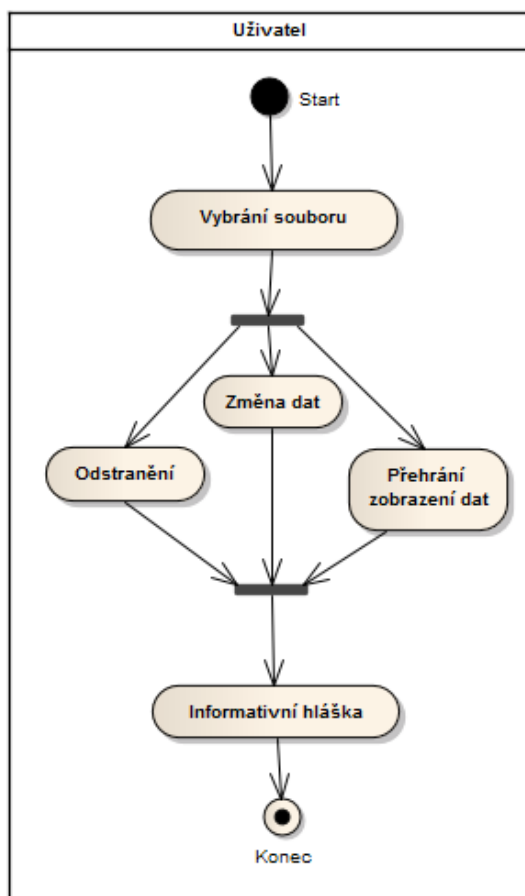 Uživatel
Start
Vybrání souboru
Změna dat
Odstranění
Přehrání
zobrazení dat
Informativní hláška
Konec